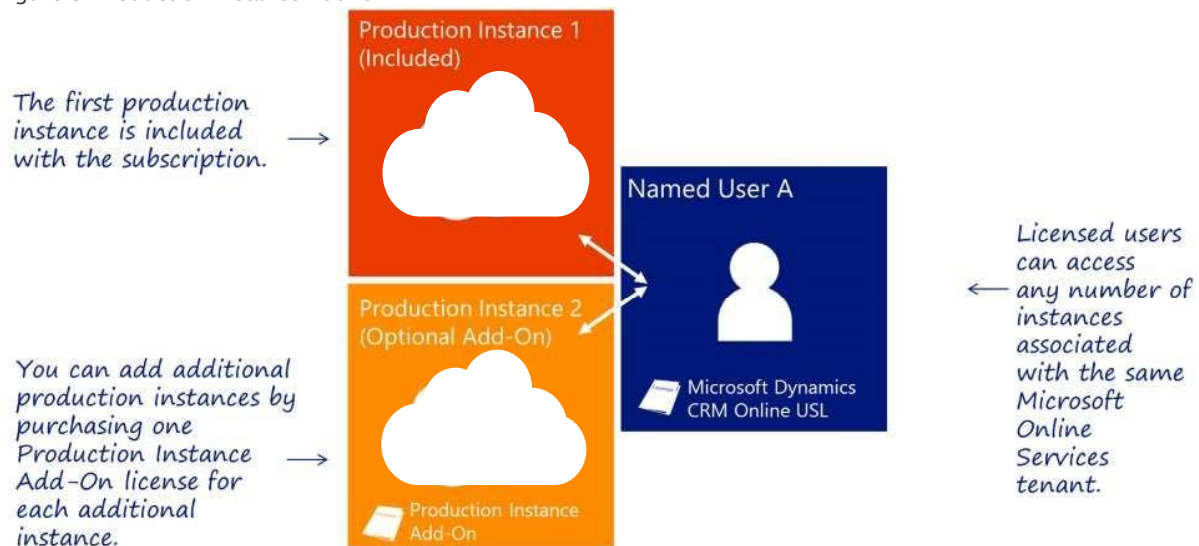 Production Instance 1
(Included)
The first production
instance is included
with the subscription.
Named User A
Licensed users
can access
any number of
instances
associated
with the same
Microsoft
Online
Services
tenant.
Microsoft Dynamics
CRM Online USL
Production Instance 2
(Optional Add-On)
You can add additional
production instances by
purchasing one
Production Instance
Add-On license for
each additional
instance.
Production Instance
Add-On